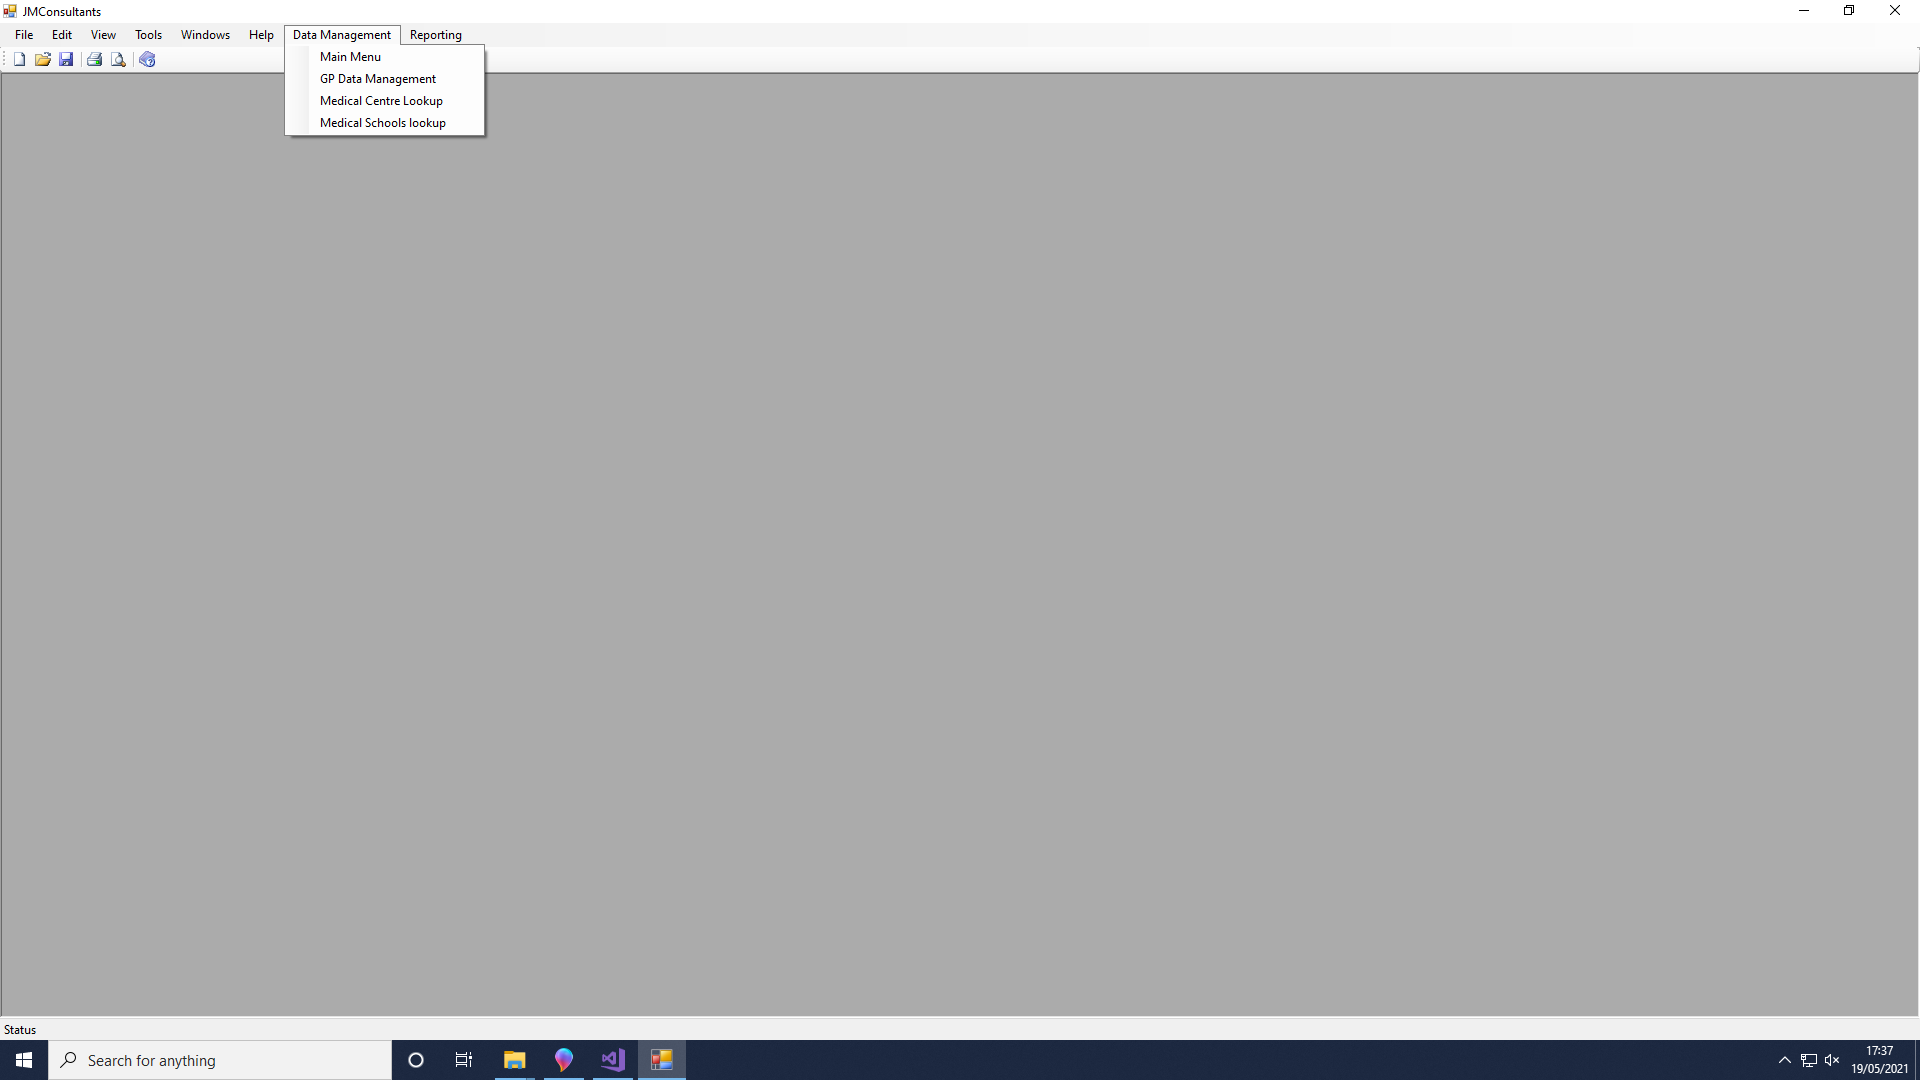 JMConsultants
File Edit View Tools Windows Help Data Management Reporting
Main Menu
GP Data Management
Medical Centre Lookup
Medical Schools lookup
Status
Search for anything
17:37
19/05/2021